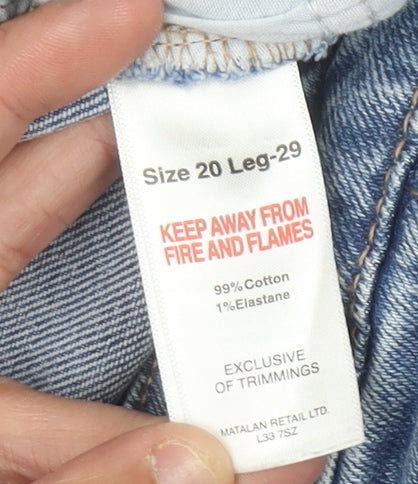 Size 20 Leg-29
KEEP AWAY FROM
FIRE AND FLAMES
99% Cotton
1%Elastane
EXCLUSIVE
OF TRIMMINGS
MATALAN RETAIL LTD.
L33 7SZ